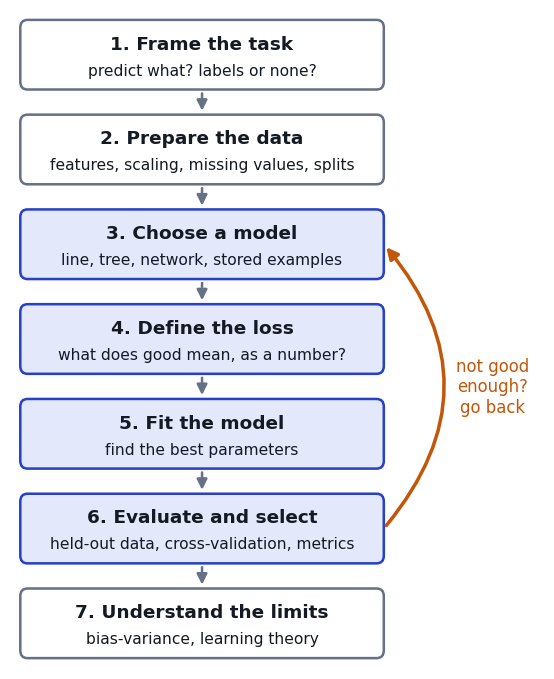 1. Frame the task
predict what? labels or none?
2. Prepare the data
features, scaling, missing values, splits
3. Choose a model
line, tree, network, stored examples
4. Define the loss
what does good mean, as a number?
5. Fit the model
find the best parameters
6. Evaluate and select
held-out data, cross-validation, metrics
7. Understand the limits
bias-variance, learning theory
not good
enough?
go back